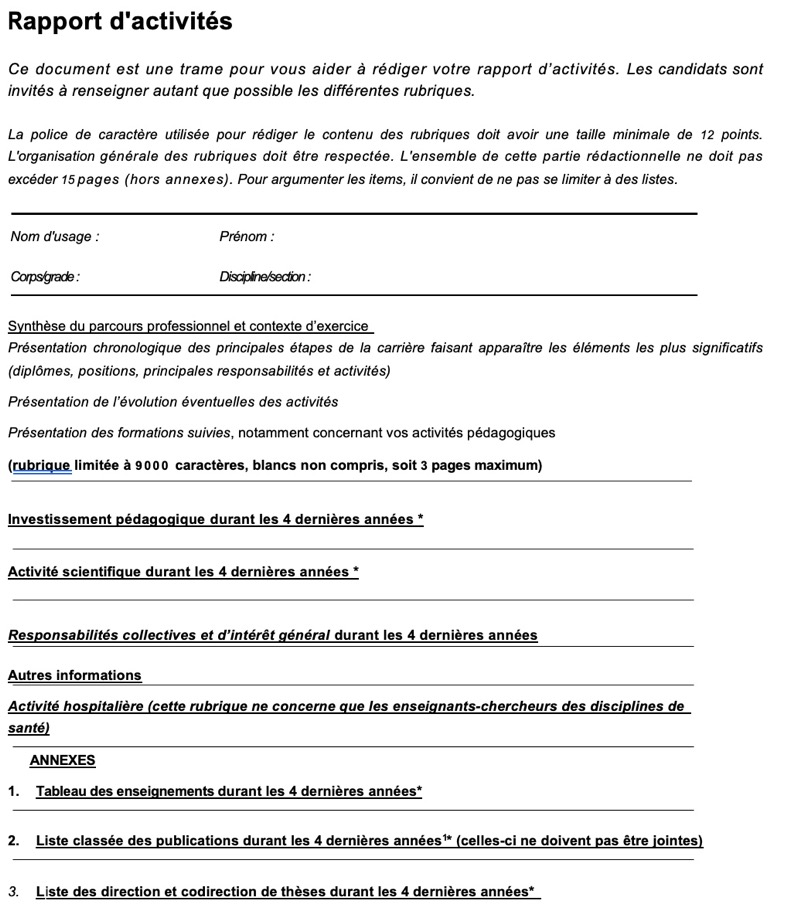 Rapport d'activités
Ce document est une trame pour vous aider à rédiger votre rapport d'activités. Les candidats sont
invités à renseigner autant que possible les différentes rubriques.
La police de caractère utilisée pour rédiger le contenu des rubriques doit avoir une taille minimale de 12 points.
L'organisation générale des rubriques doit être respectée. L'ensemble de cette partie rédactionnelle ne doit pas
excéder 15 pages (hors annexes). Pour argumenter les items, il convient de ne pas se limiter à des listes.
Nom d'usage : Prénom :
Corps/grade : Discipline/section :
Synthèse du parcours professionnel et contexte d'exercice
Présentation chronologique des principales étapes de la carrière faisant apparaître les éléments les plus significatifs
(diplômes, positions, principales responsabilités et activités)
Présentation de l'évolution éventuelles des activités
Présentation des formations suivies, notamment concernant vos activités pédagogiques
(rubrique limitée à 9000 caractères, blancs non compris, soit 3 pages maximum)
Investissement pédagogique durant les 4 dernières années *
Activité scientifique durant les 4 dernières années *
Responsabilités collectives et d'intérêt général durant les 4 dernières années
Autres informations
Activité hospitalière (cette rubrique ne concerne que les enseignants-chercheurs des disciplines de
santé)
ANNEXES
1. Tableau des enseignements durant les 4 dernières années*
2. Liste classée des publications durant les 4 dernières années¹* (celles-ci ne doivent pas être jointes)
3. Liste des direction et codirection de thèses durant les 4 dernières années*